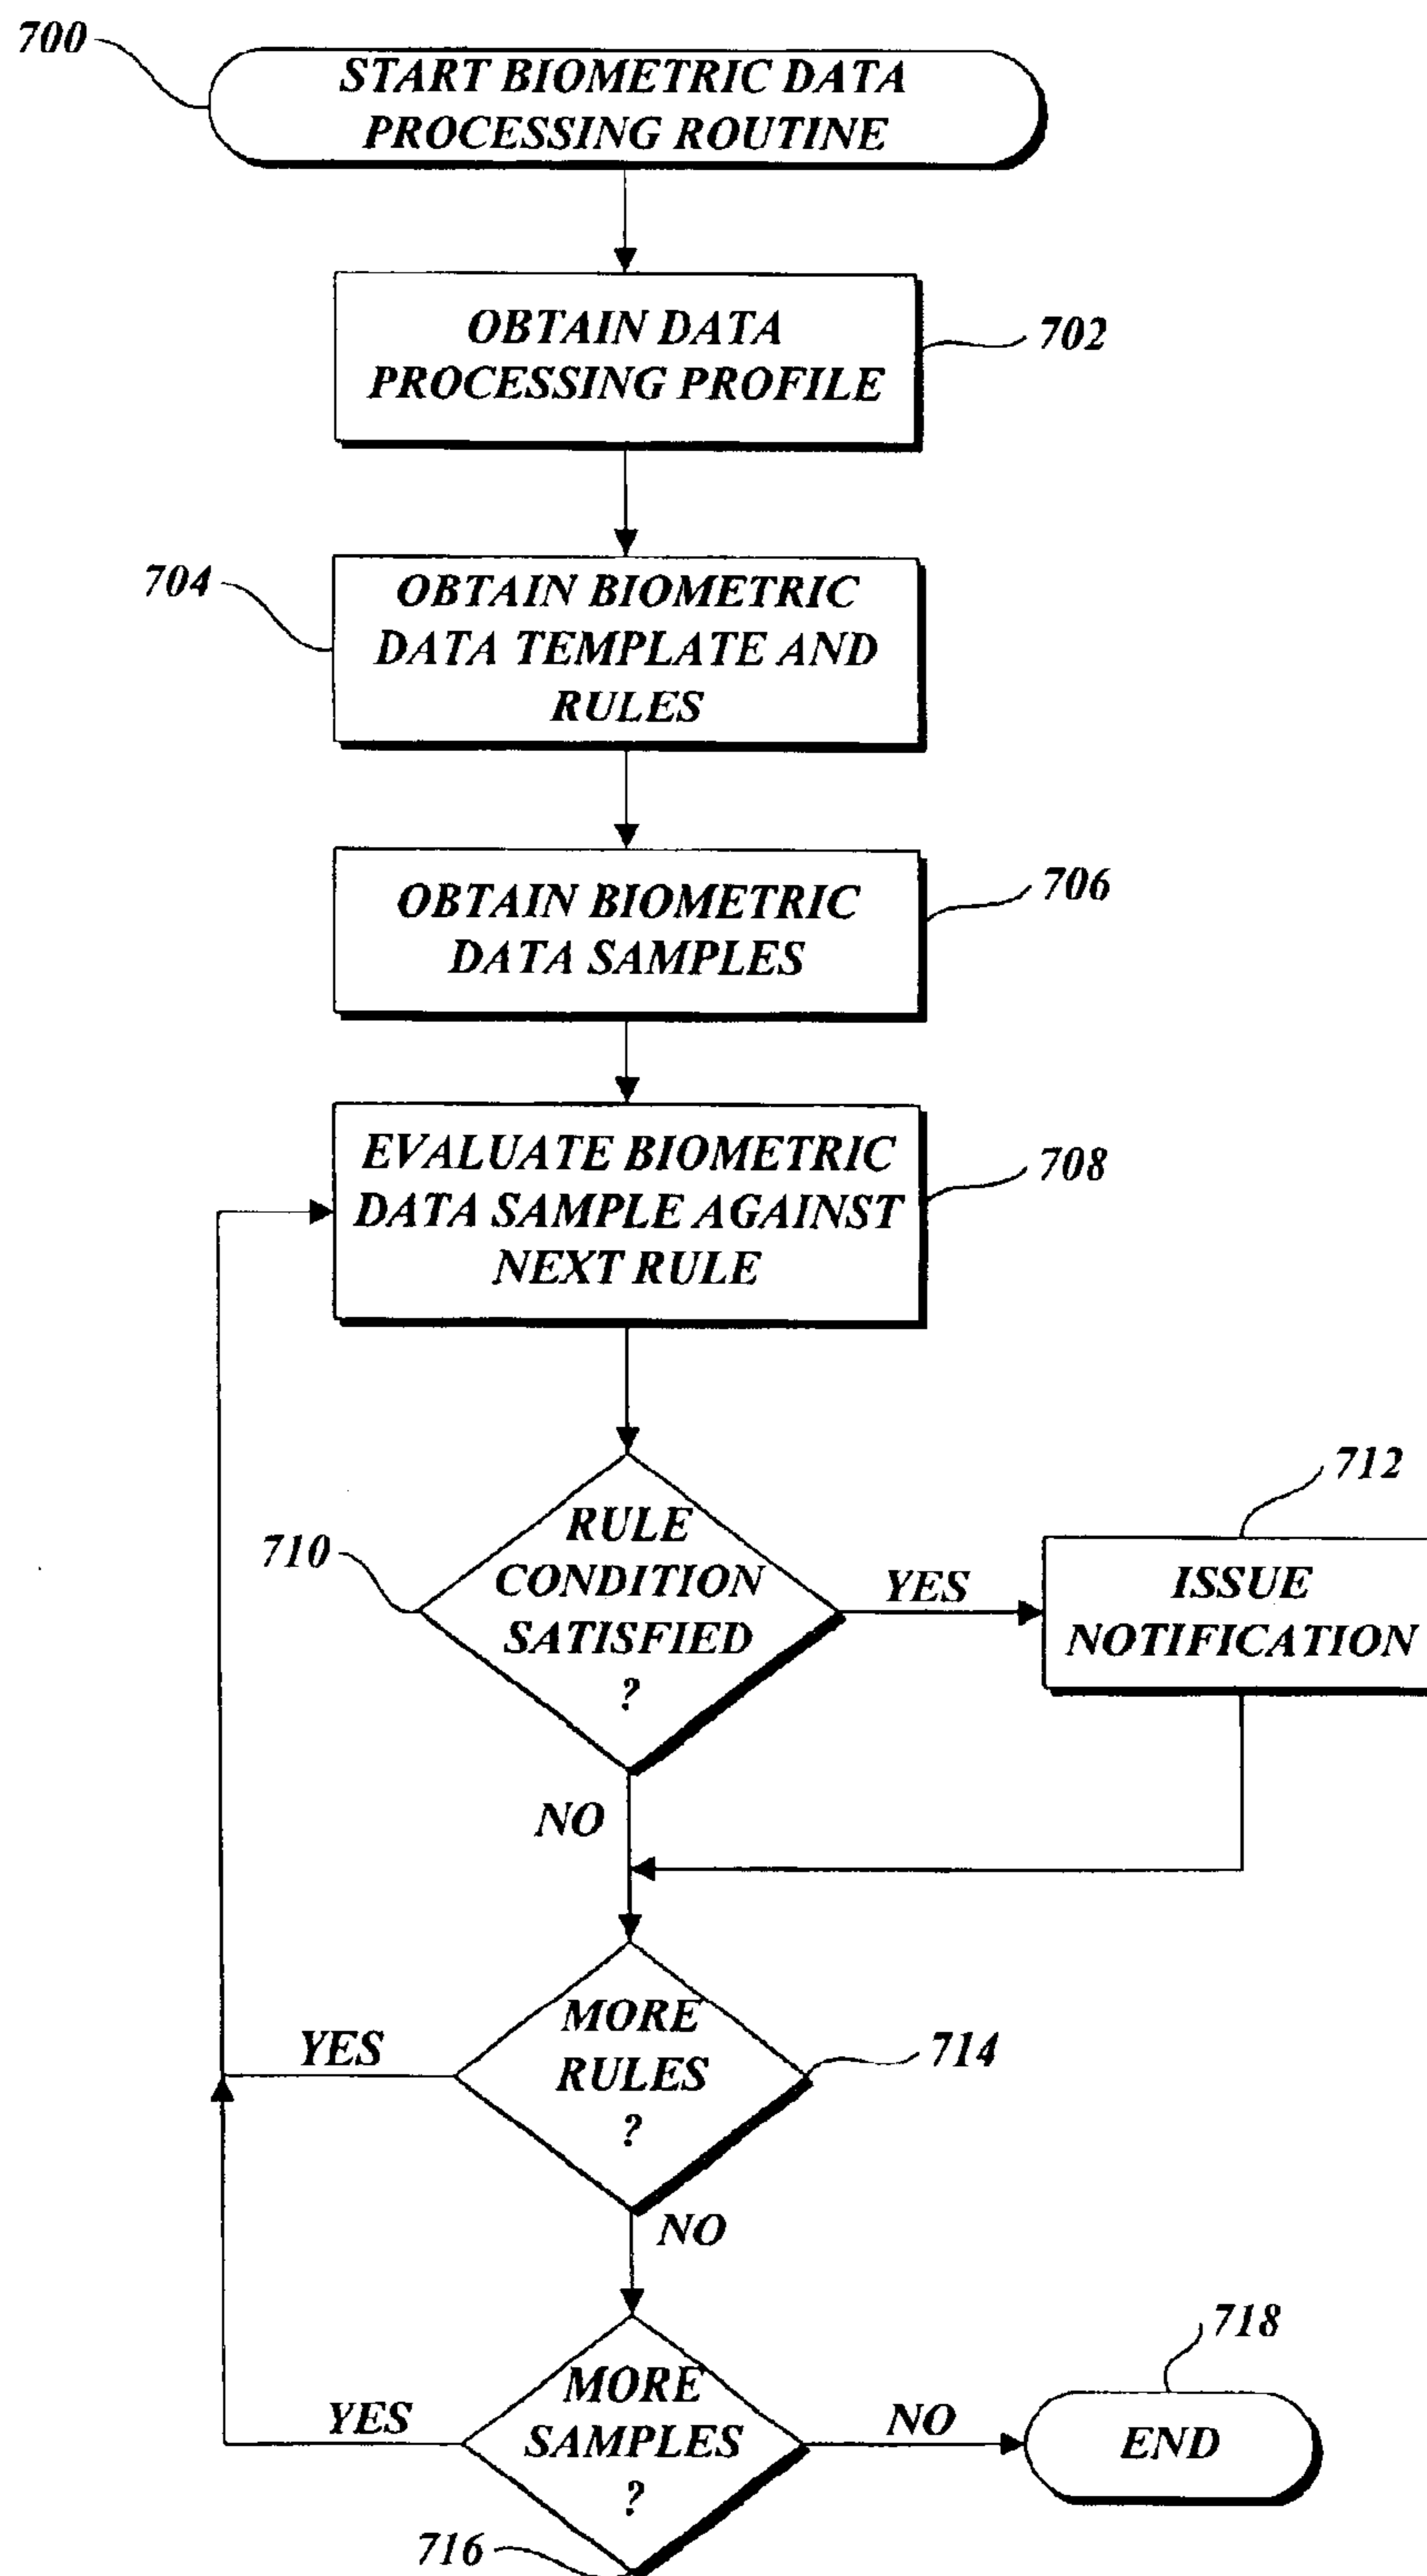 700
START BIOMETRIC DATA
PROCESSING ROUTINE
OBTAIN DATA
PROCESSING PROFILE
702
704
OBTAIN BIOMETRIC
DATA TEMPLATE AND
RULES
OBTAIN BIOMETRIC
DATA SAMPLES
706
EVALUATE BIOMETRIC
DATA SAMPLE AGAINST
NEXT RULE
708
710
RULE
CONDITION
SATISFIED
?
YES
712
ISSUE
NOTIFICATION
NO
MORE
RULES
?
714
YES
NO
MORE
SAMPLES
?
716
YES
NO
718
END